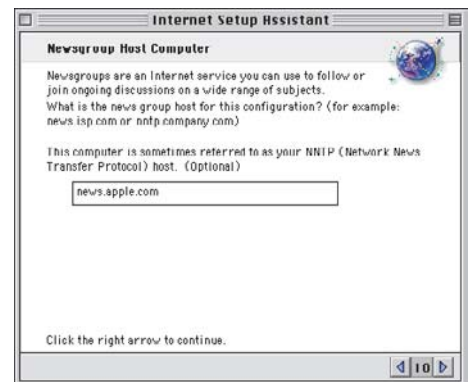 Internet Setup Assistant
Newsgroup Host Computer
Newsgroups are an Internet service you can use to follow or
join ongoing discussions on a wide range of subjects.
What is the news group host for this configuration? (for example:
news.isp.com or nntp.company.com)
This computer is sometimes referred to as your NNTP (Network News
Transfer Protocol) host. (Optional)
news.apple.com
Click the right arrow to continue.
10